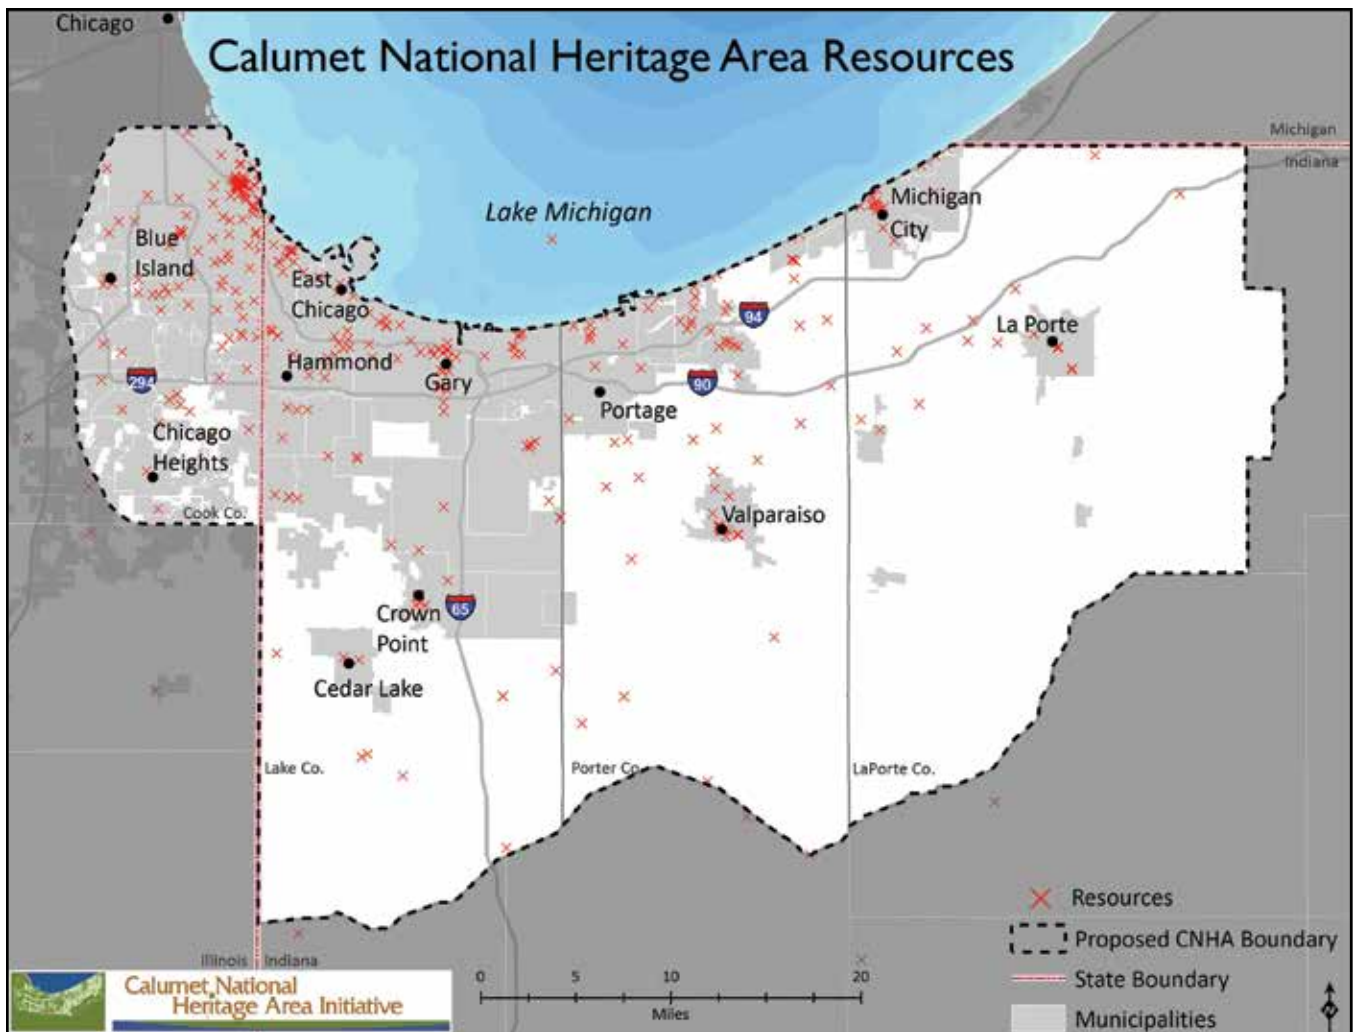 Chicago
Calumet National Heritage Area Resources
Michigan
Indiana
Lake Michigan
Michigan
City
Blue
Island
East
Chicago
94
La Porte
Hammond
Gary
294
90
Portage
Chicago
Heights
Cook Co.
Valparaiso
Crown
Point
65
Cedar Lake
Lake Co.
Porter Co.
LaPorte Co.
Resources
Proposed CNHA Boundary
State Boundary
Municipalities
Illinois
Indiana
Calumet National
Heritage Area Initiative
0 5 10 20
Miles
N